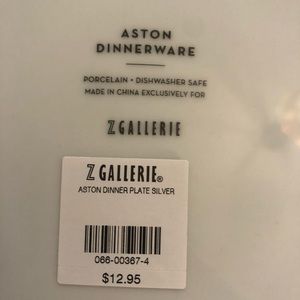 ASTON
DINNERWARE
PORCELAIN • DISHWASHER SAFE
MADE IN CHINA EXCLUSIVELY FOR
Z GALLERIE
Z GALLERIE®
ASTON DINNER PLATE SILVER
066-00367-4
$12.95